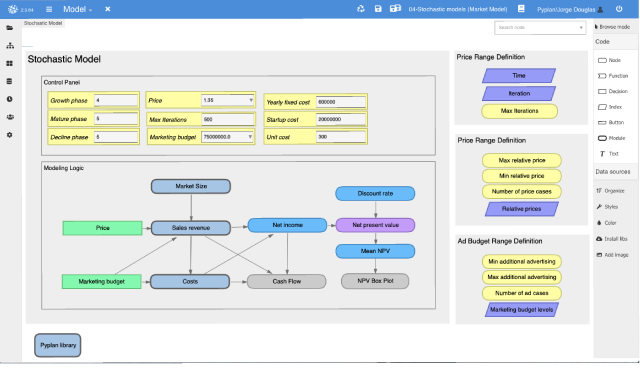 2.5.64
Model
04-Stochastic models (Market Model)
Pyplan/Jorge Douglas
Stochastic Model
Search nodes
Browse mode
Stochastic Model
Code
Control Panel
Growth phase 4
Price 1.35
Yearly fixed cost 600000
Mature phase 5
Max Iterations 500
Startup cost 20000000
Decline phase 5
Marketing budget 75000000.0
Unit cost 300
Modeling Logic
Market Size
Discount rate
Price
Sales revenue
Net income
Net present value
Mean NPV
Marketing budget
Costs
Cash Flow
NPV Box Plot
Pyplan library
Price Range Definition
Time
Iteration
Max Iterations
Price Range Definition
Max relative price
Min relative price
Number of price cases
Relative prices
Ad Budget Range Definition
Min additional advertising
Max additional advertising
Number of ad cases
Marketing budget levels
Node
Function
Decision
Index
Button
Module
T Text
Data sources
Organize
Styles
Color
Install libs
Add image